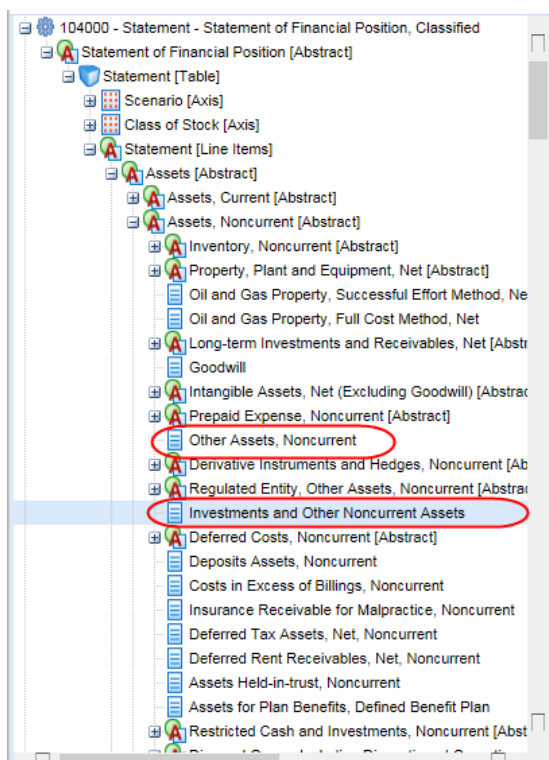 104000 - Statement - Statement of Financial Position, Classified
Statement of Financial Position [Abstract]
Statement [Table]
Scenario [Axis]
Class of Stock [Axis]
Statement [Line Items]
Assets [Abstract]
Assets, Current [Abstract]
Assets, Noncurrent [Abstract]
Inventory, Noncurrent [Abstract]
Property, Plant and Equipment, Net [Abstract]
Oil and Gas Property, Successful Effort Method, Ne
Oil and Gas Property, Full Cost Method, Net
Long-term Investments and Receivables, Net [Abstr
Goodwill
Intangible Assets, Net (Excluding Goodwill) [Abstrac
Prepaid Expense, Noncurrent [Abstract]
Other Assets, Noncurrent
Derivative Instruments and Hedges, Noncurrent [Ab
Regulated Entity, Other Assets, Noncurrent [Abstrac
Investments and Other Noncurrent Assets
Deferred Costs, Noncurrent [Abstract]
Deposits Assets, Noncurrent
Costs in Excess of Billings, Noncurrent
Insurance Receivable for Malpractice, Noncurrent
Deferred Tax Assets, Net, Noncurrent
Deferred Rent Receivables, Net, Noncurrent
Assets Held-in-trust, Noncurrent
Assets for Plan Benefits, Defined Benefit Plan
Restricted Cash and Investments, Noncurrent [Abst